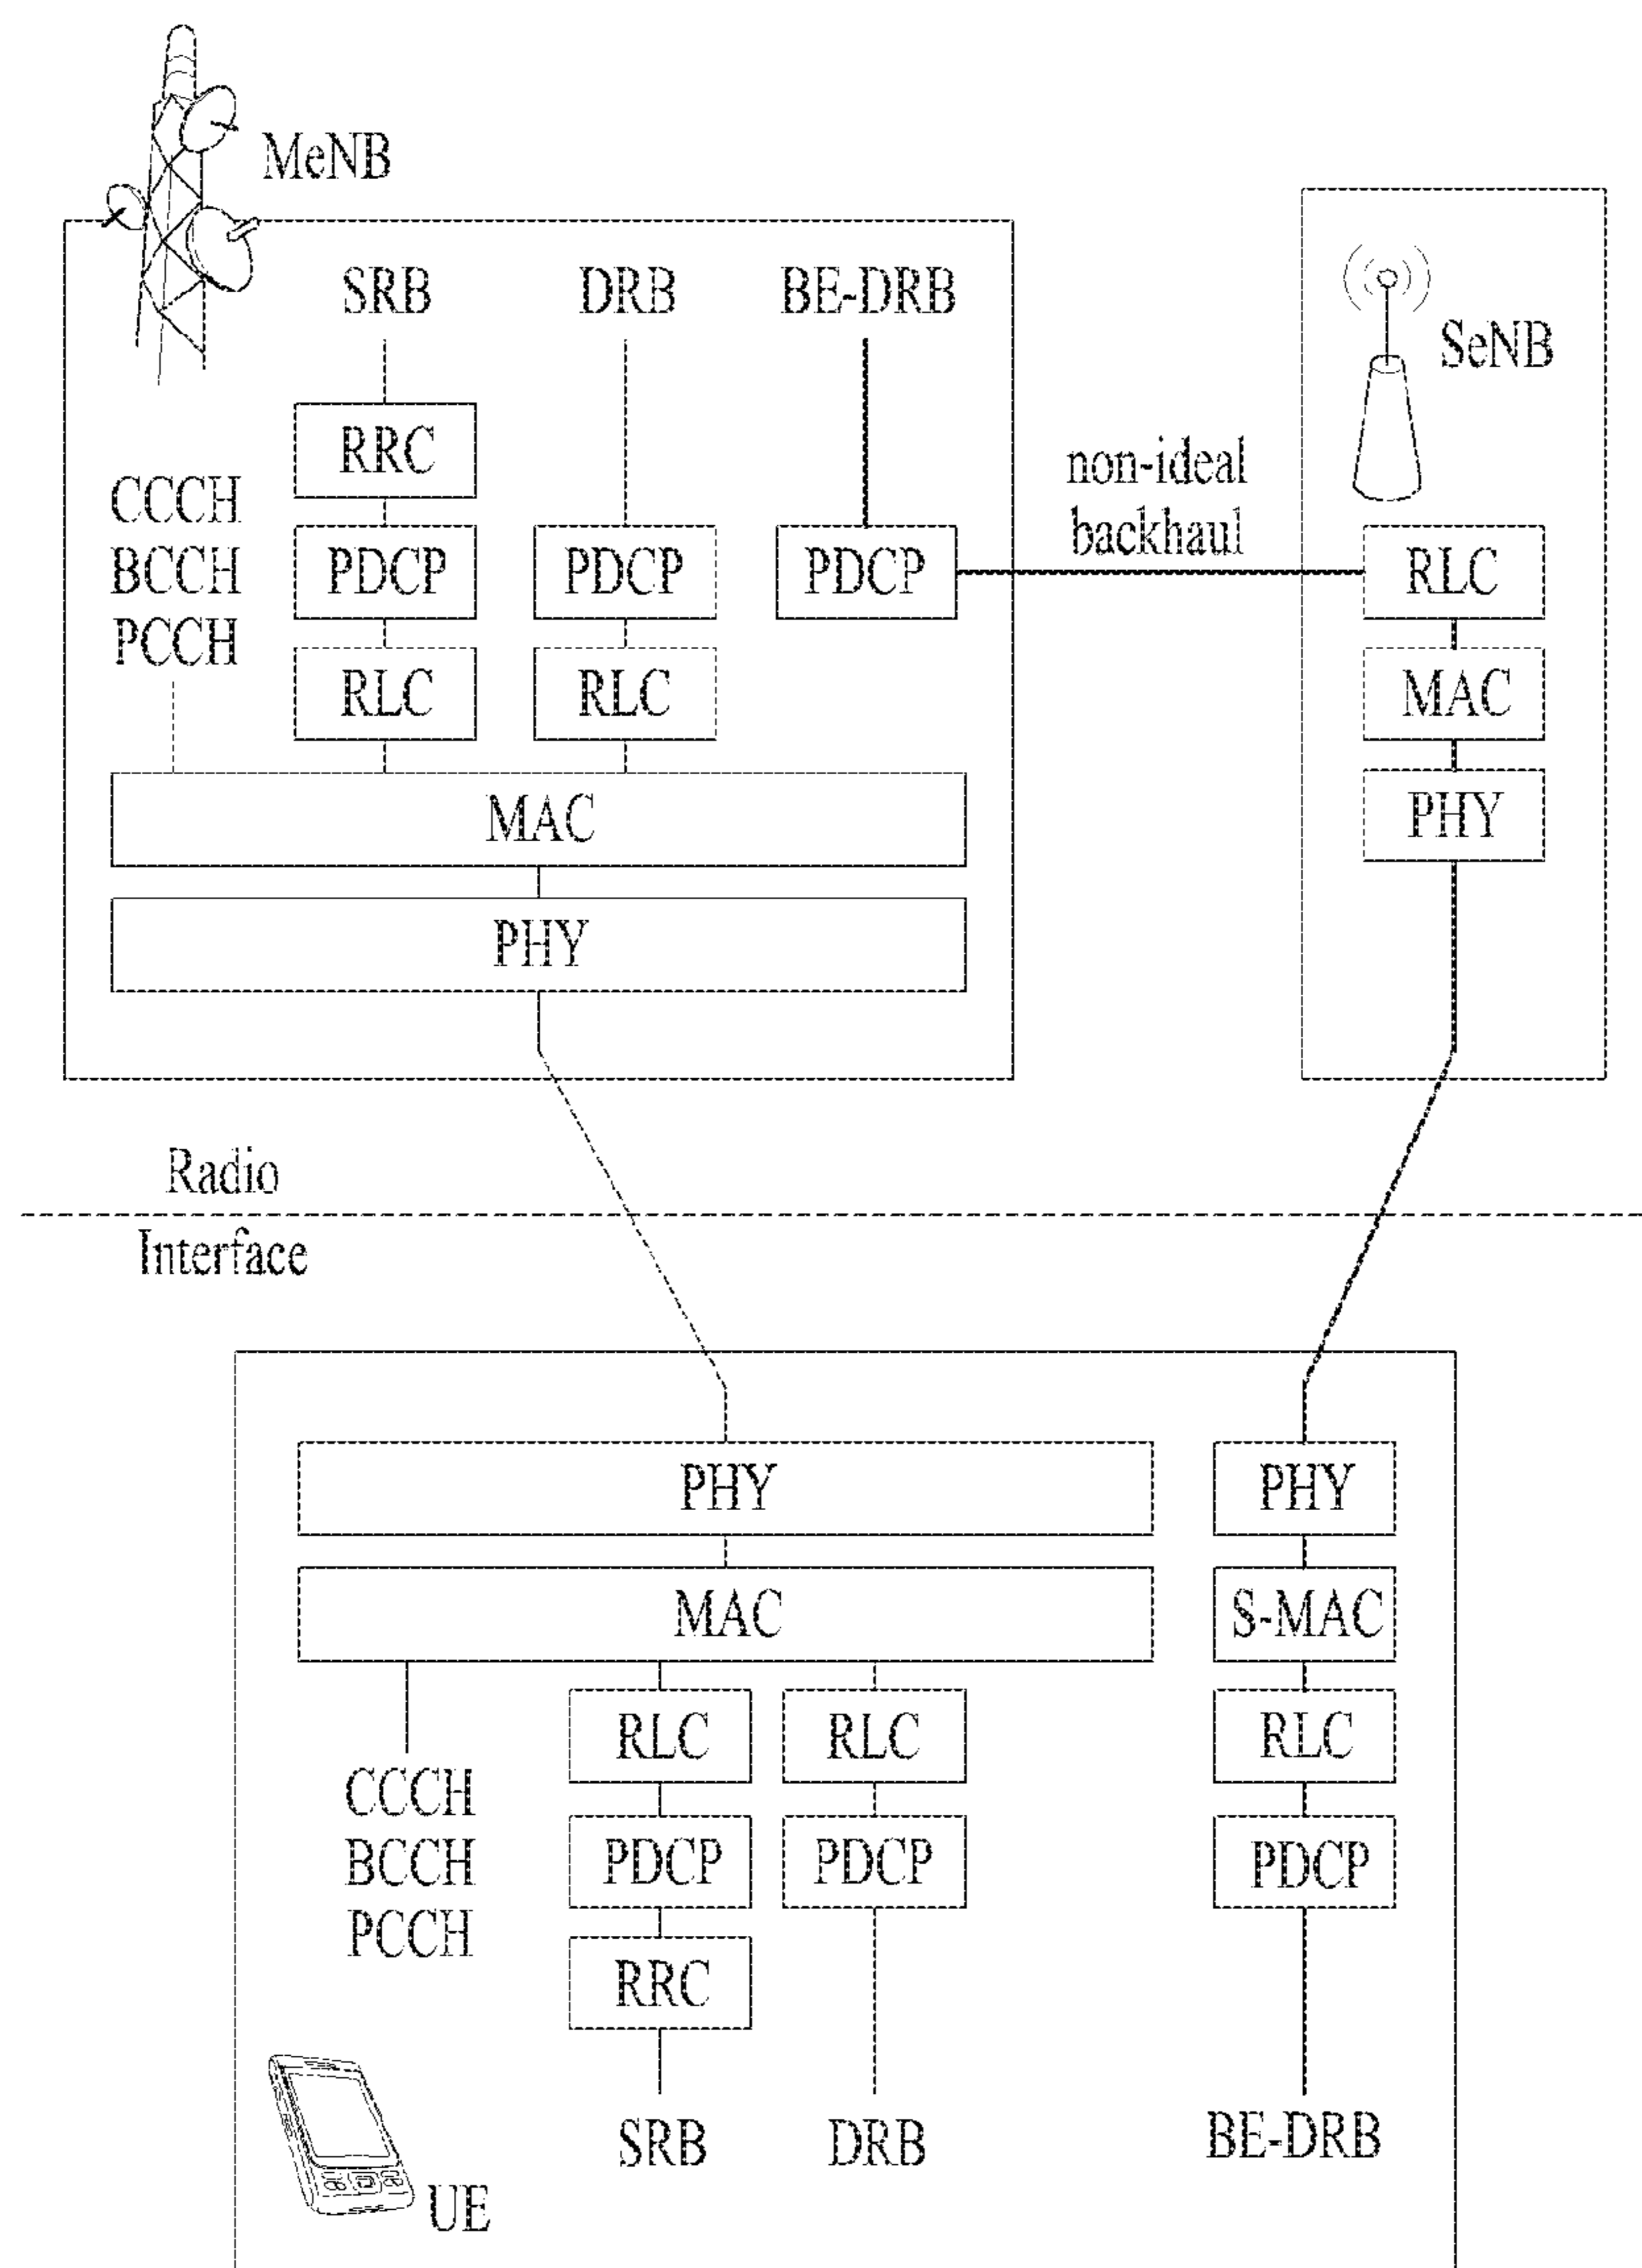 MeNB
SRB DRB BE-DRB
SeNB
RRC
non-ideal
backhaul
CCCH
BCCH
PCCH
PDCP PDCP PDCP RLC
RLC RLC MAC
MAC PHY
PHY
Radio
Interface
PHY PHY
MAC S-MAC
RLC RLC RLC
CCCH
BCCH
PCCH
PDCP PDCP PDCP
RRC
SRB DRB BE-DRB
UE